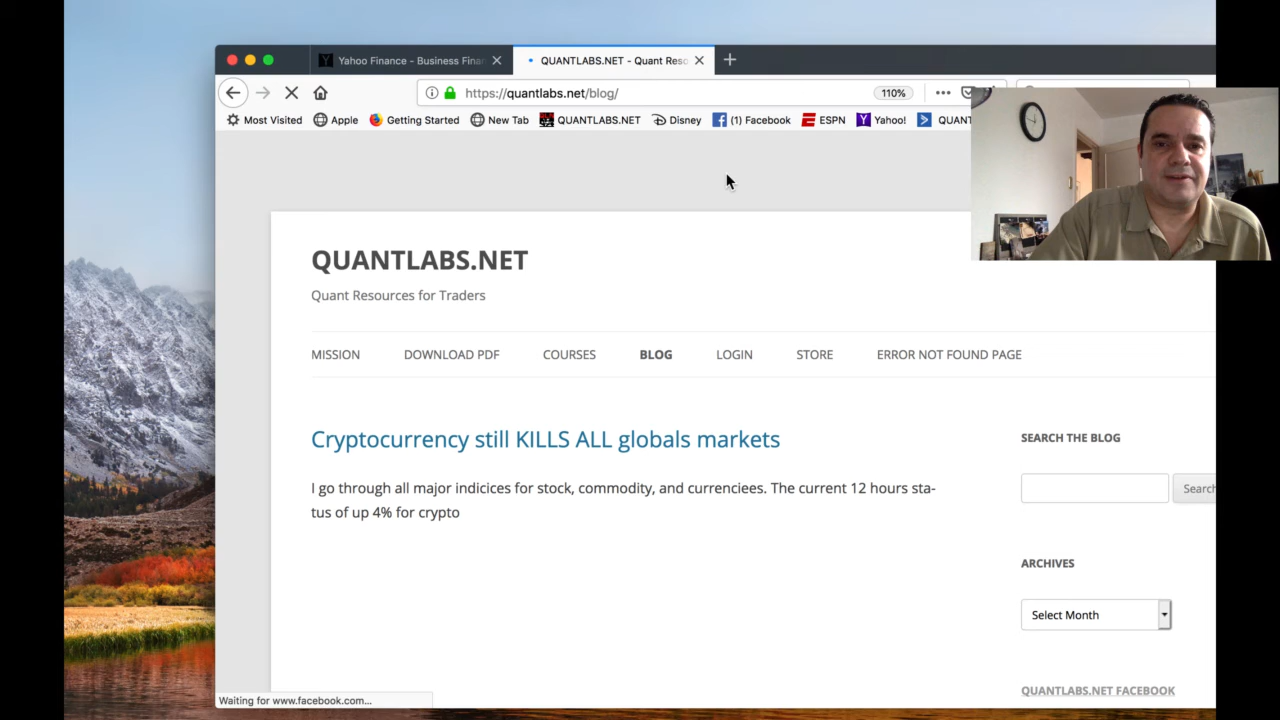 Yahoo Finance - Business Finan
QUANTLABS.NET - Quant Reso
https://quantlabs.net/blog/
110%
Most Visited
Apple
Getting Started
New Tab
QUANTLABS.NET
Disney
(1) Facebook
ESPN
Yahoo!
QUANT
QUANTLABS.NET
Quant Resources for Traders
MISSION
DOWNLOAD PDF
COURSES
BLOG
LOGIN
STORE
ERROR NOT FOUND PAGE
Cryptocurrency still KILLS ALL globals markets
I go through all major indicices for stock, commodity, and currenciees. The current 12 hours sta-
tus of up 4% for crypto
SEARCH THE BLOG
Search
ARCHIVES
Select Month
QUANTLABS.NET FACEBOOK
Waiting for www.facebook.com...